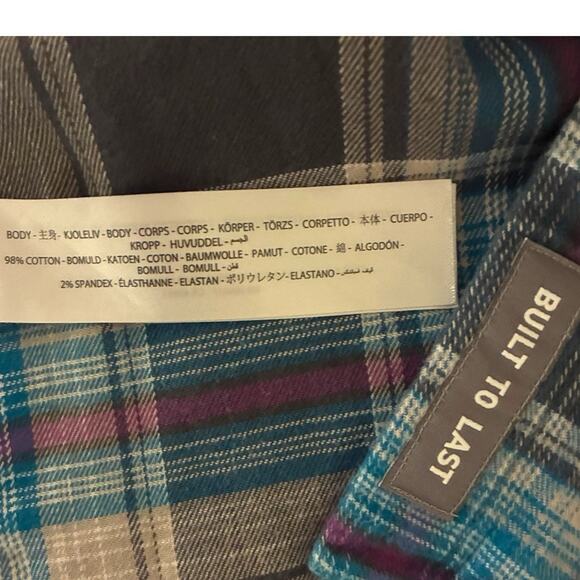 BODY - 主身 - KJOLELIV - BODY - CORPS - CORPS - KÖRPER - TÖRZS - CORPETTO - 本体 - CUERPO -
KROPP - HUVUDDEL - الجسم
98% COTTON - BOMULD - KATOEN - COTON - BAUMWOLLE - PAMUT - COTONE - 綿 - ALGODÓN -
BOMULL - BOMULL - قطن
2% SPANDEX - ÉLASTHANNE - ELASTAN - ポリウレタン - ELASTANO -
BUILT TO LAST